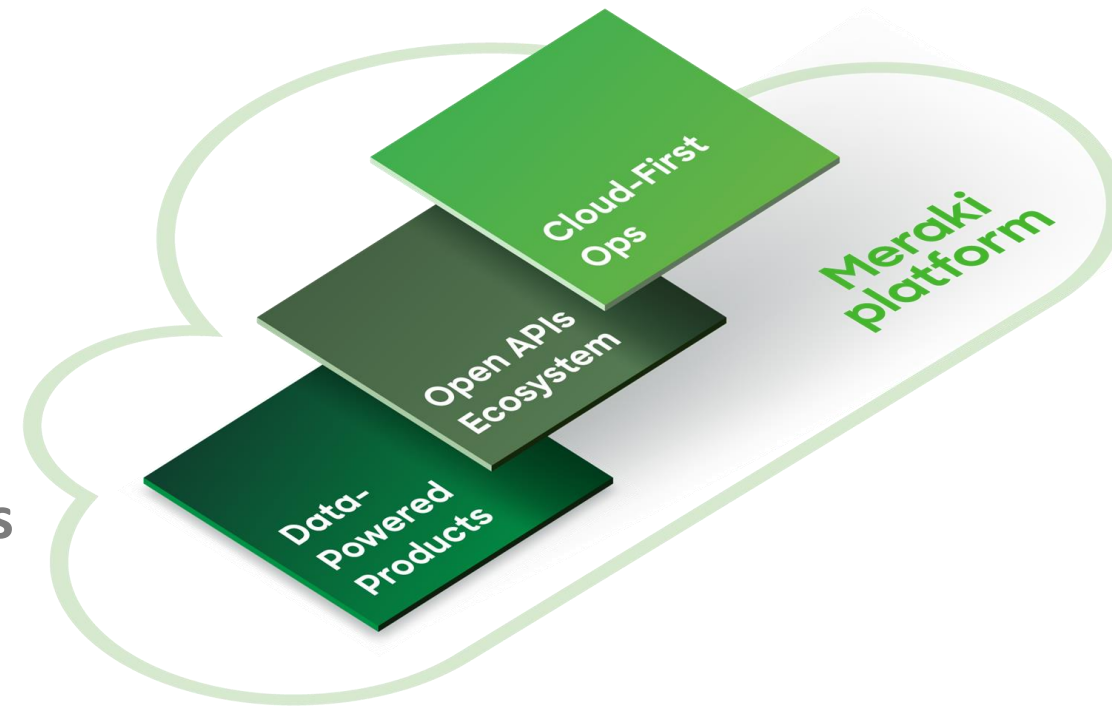 Cloud-First
Ops
Meraki
platform
Open APIs
Ecosystem
Data-
Powered
Products
s